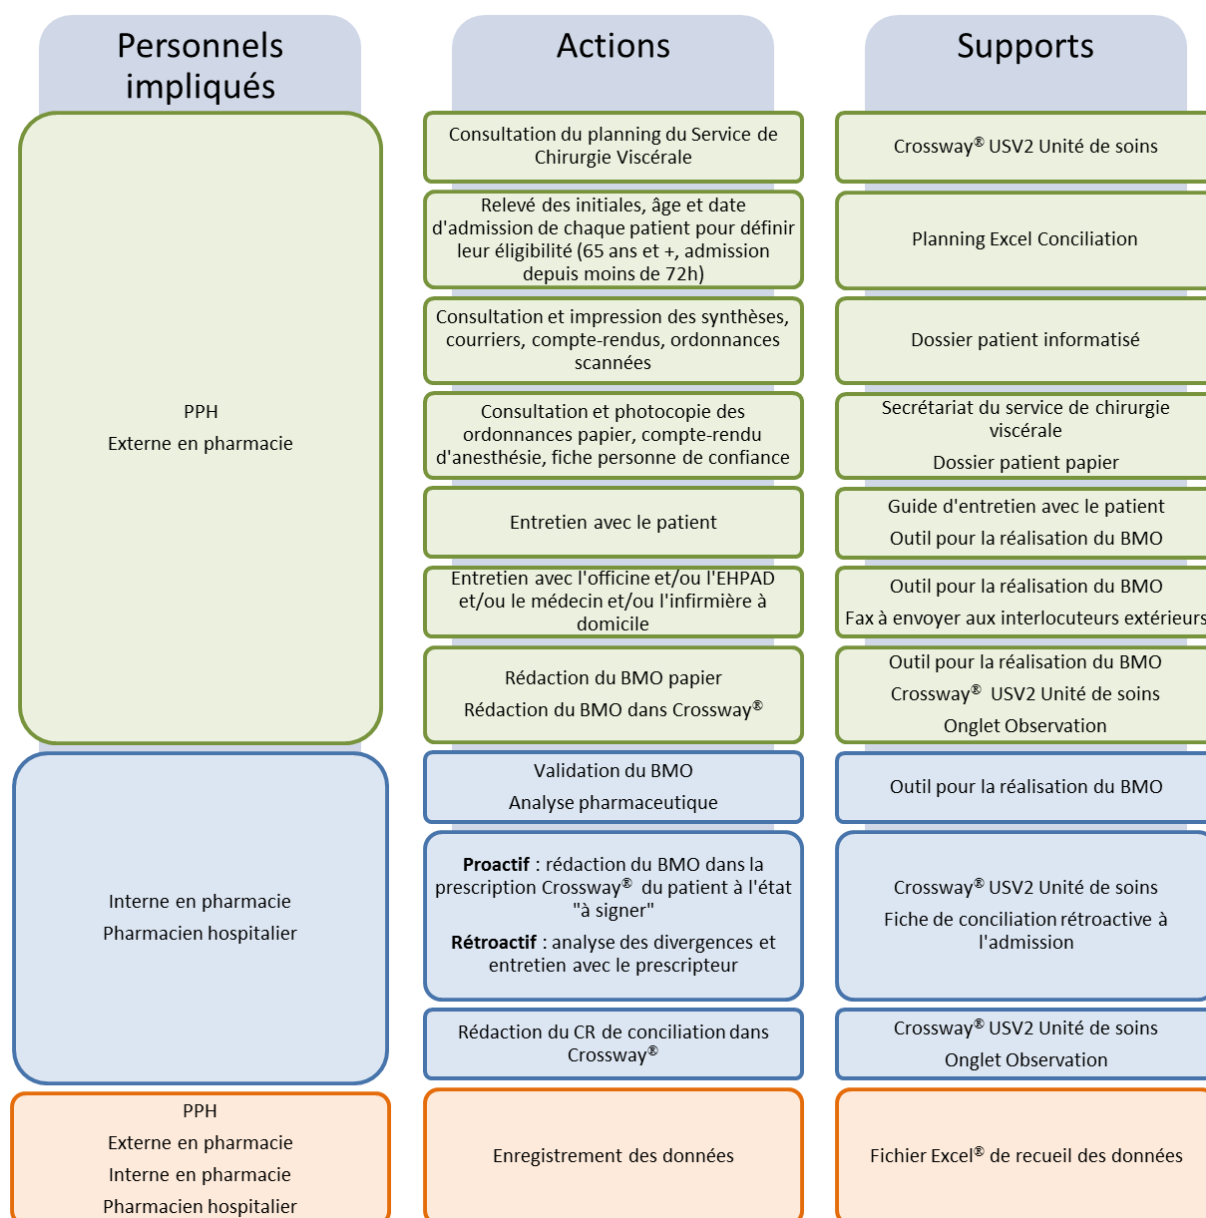 Personnels
impliqués
Actions
Supports
PPH
Externe en pharmacie
Consultation du planning du Service de
Chirurgie Viscérale
Crossway® USV2 Unité de soins
Relevé des initiales, âge et date
d'admission de chaque patient pour définir
leur éligibilité (65 ans et +, admission
depuis moins de 72h)
Planning Excel Conciliation
Consultation et impression des synthèses,
courriers, compte-rendus, ordonnances
scannées
Dossier patient informatisé
Consultation et photocopie des
ordonnances papier, compte-rendu
d'anesthésie, fiche personne de confiance
Secrétariat du service de chirurgie
viscérale
Dossier patient papier
Entretien avec le patient
Guide d'entretien avec le patient
Outil pour la réalisation du BMO
Entretien avec l'officine et/ou l'EHPAD
et/ou le médecin et/ou l'infirmière à
domicile
Outil pour la réalisation du BMO
Fax à envoyer aux interlocuteurs extérieurs
Rédaction du BMO papier
Rédaction du BMO dans Crossway®
Outil pour la réalisation du BMO
Crossway® USV2 Unité de soins
Onglet Observation
Interne en pharmacie
Pharmacien hospitalier
Validation du BMO
Analyse pharmaceutique
Outil pour la réalisation du BMO
Proactif : rédaction du BMO dans la
prescription Crossway® du patient à l'état
"à signer"
Rétroactif : analyse des divergences et
entretien avec le prescripteur
Crossway® USV2 Unité de soins
Fiche de conciliation rétroactive à
l'admission
Rédaction du CR de conciliation dans
Crossway®
Crossway® USV2 Unité de soins
Onglet Observation
PPH
Externe en pharmacie
Interne en pharmacie
Pharmacien hospitalier
Enregistrement des données
Fichier Excel® de recueil des données